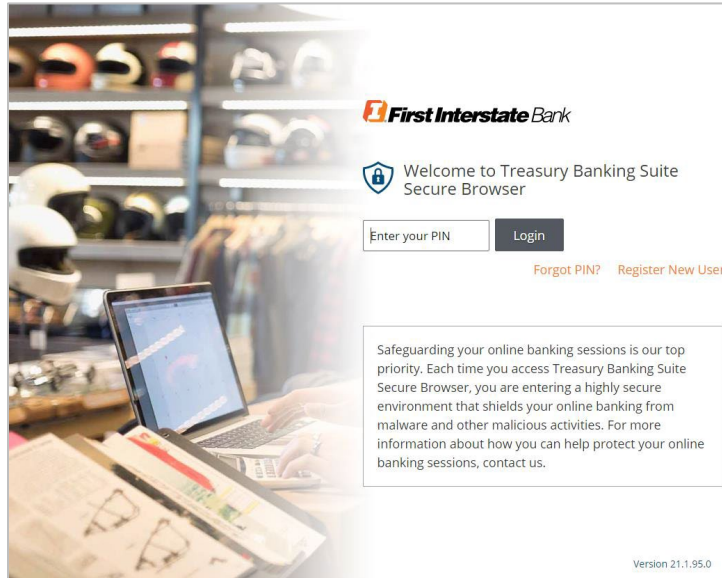 First Interstate Bank
Welcome to Treasury Banking Suite
Secure Browser
Enter your PIN
Login
Forgot PIN?
Register New User
Safeguarding your online banking sessions is our top
priority. Each time you access Treasury Banking Suite
Secure Browser, you are entering a highly secure
environment that shields your online banking from
malware and other malicious activities. For more
information about how you can help protect your online
banking sessions, contact us.
Version 21.1.95.0